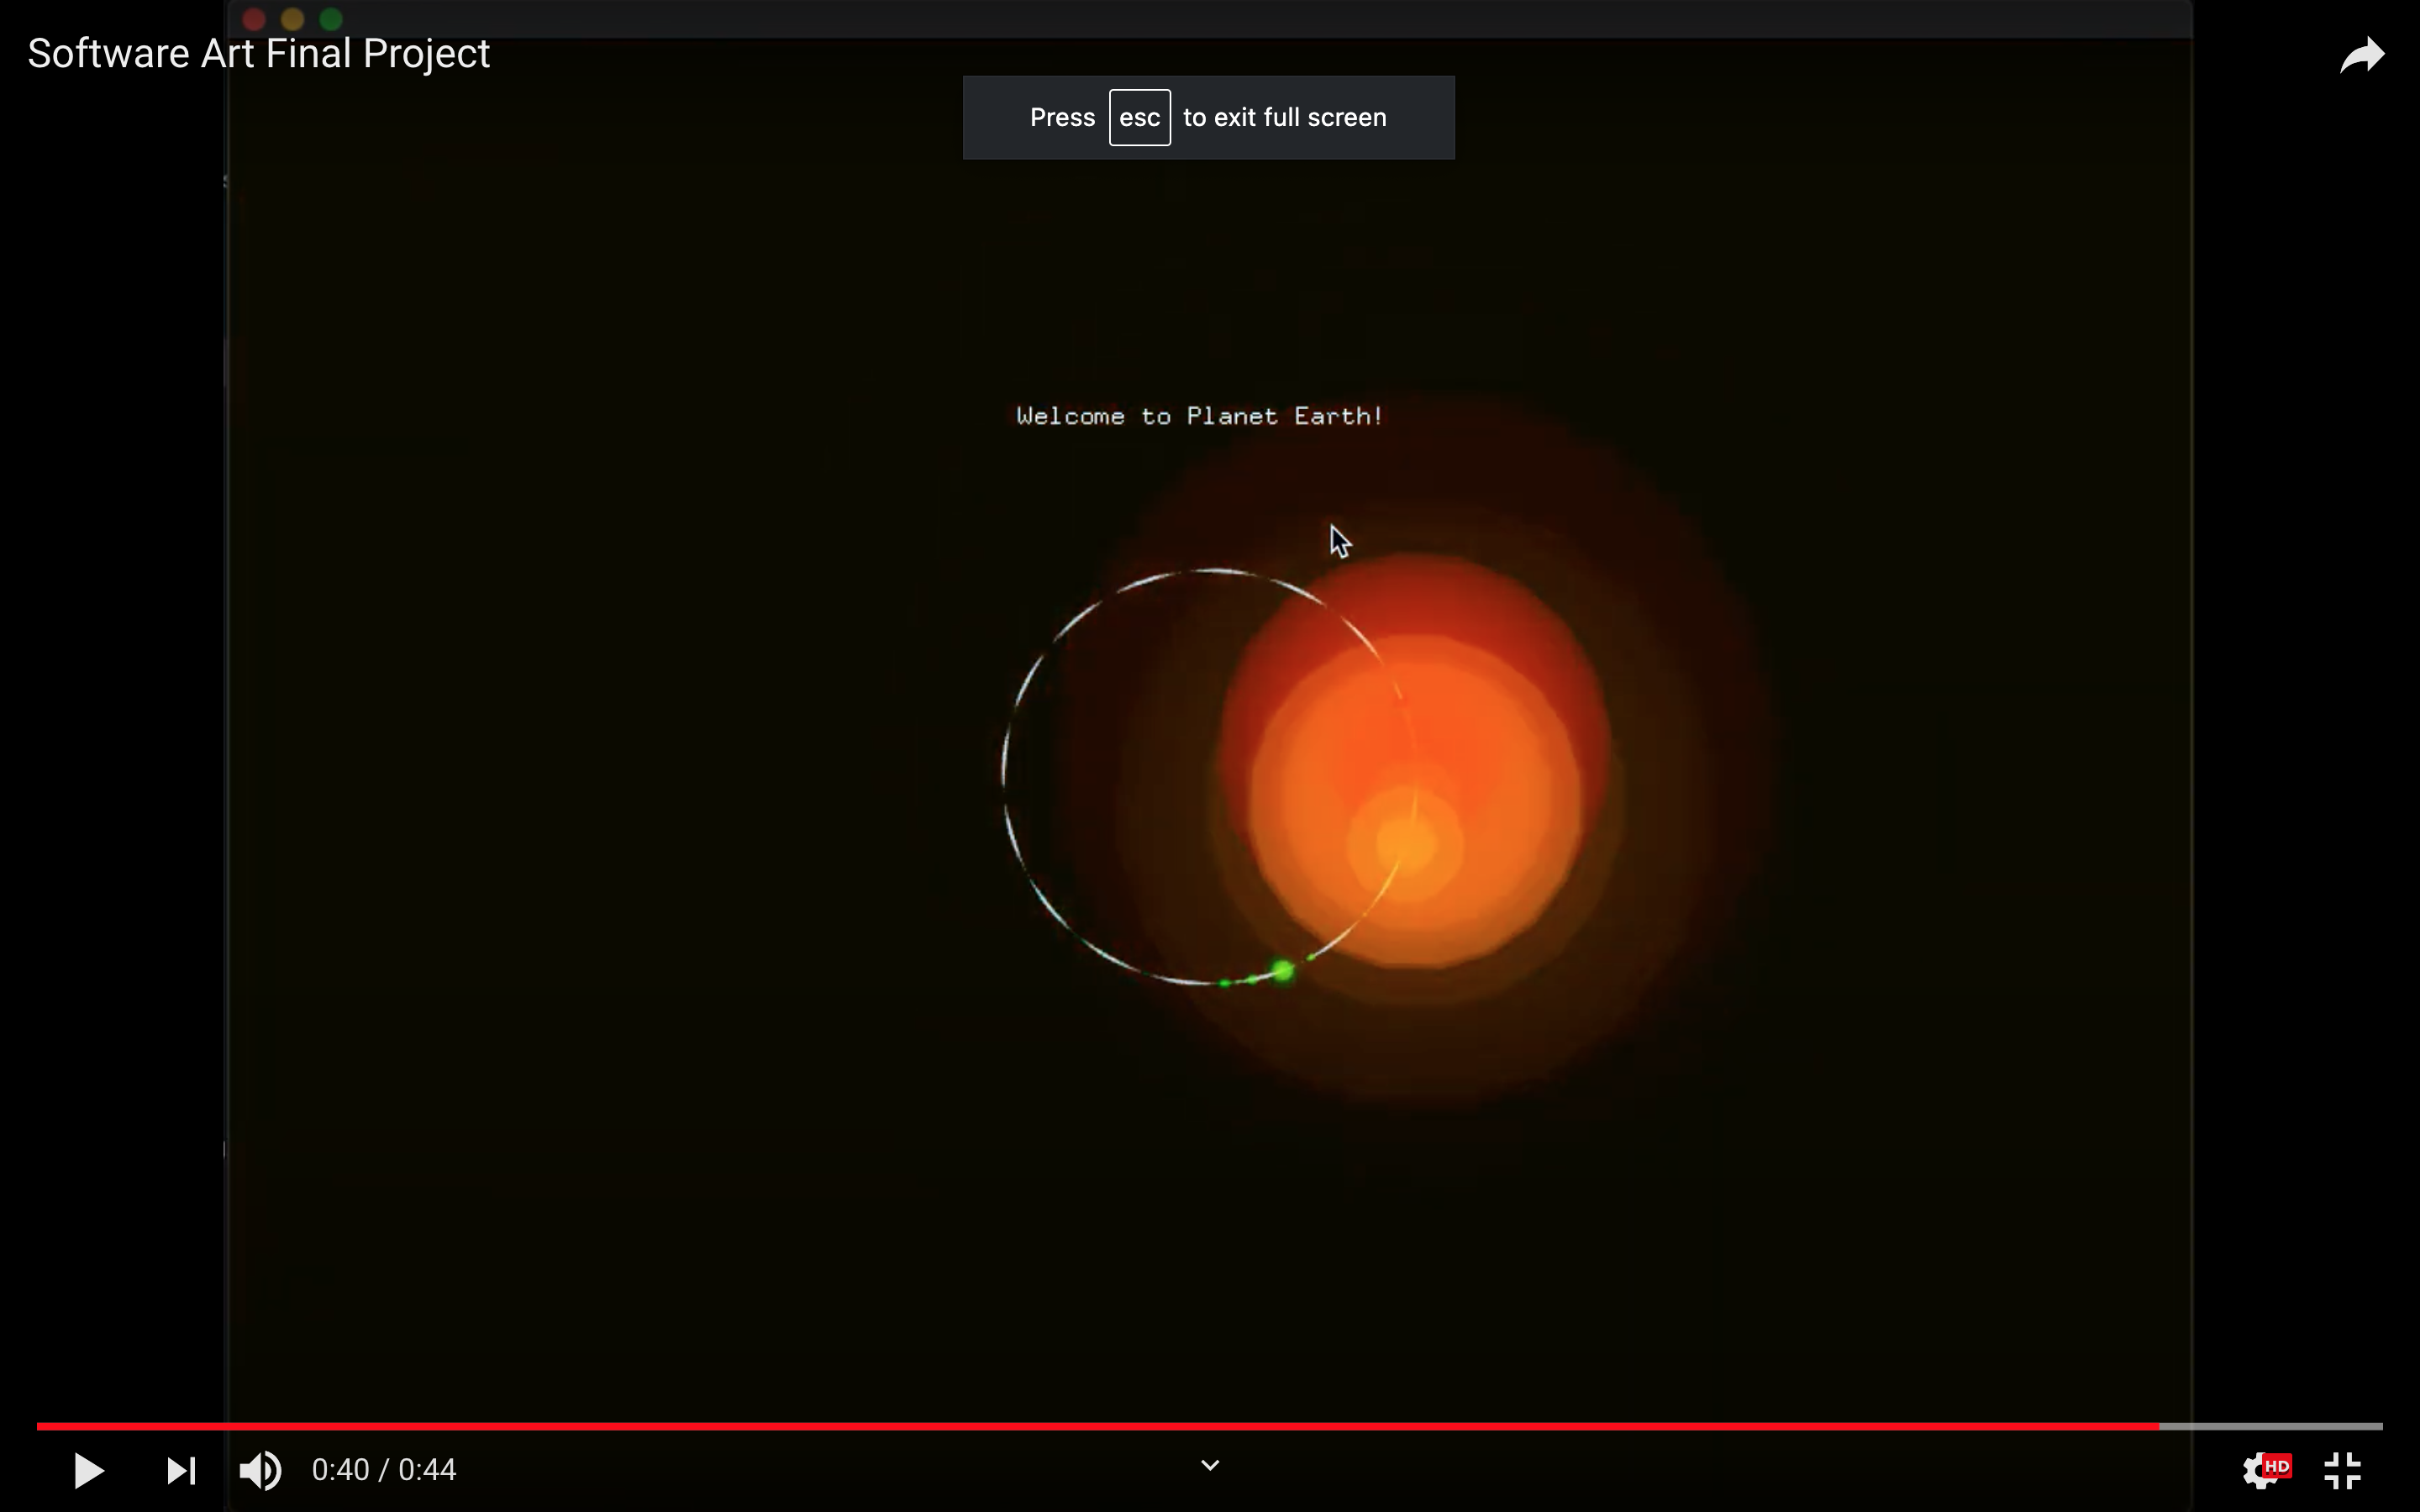 Software Art Final Project
Press esc to exit full screen
Welcome to Planet Earth!
0:40 / 0:44
HD